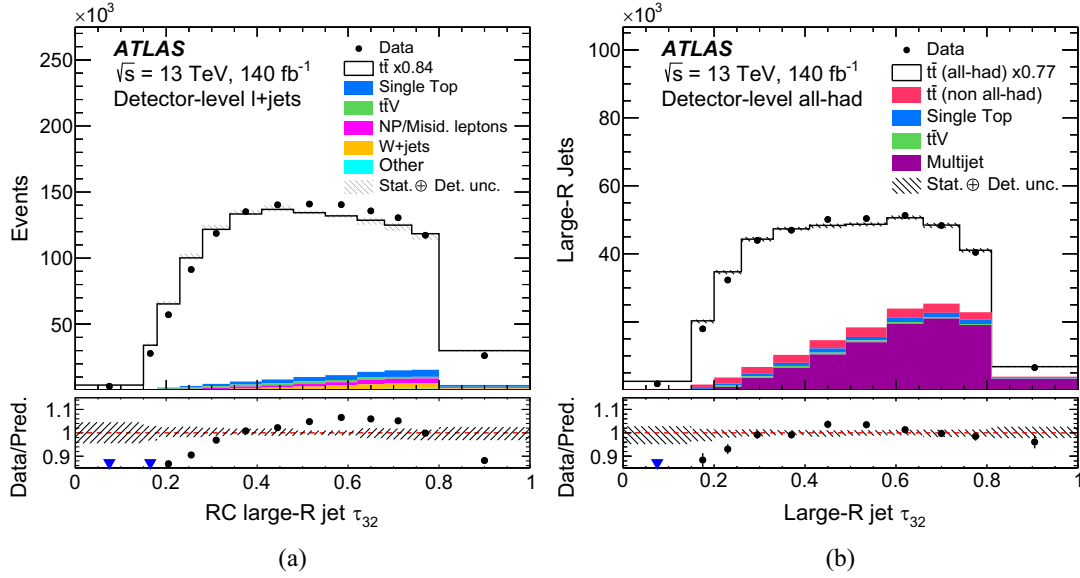 ×10³
250
200
150
100
50
Events
ATLAS
√s = 13 TeV, 140 fb⁻¹
Detector-level l+jets
Data
tt̄ x0.84
Single Top
tt̄V
NP/Misid. leptons
W+jets
Other
Stat. ⊕ Det. unc.
1.1
1
0.9
Data/Pred.
0 0.2 0.4 0.6 0.8 1
RC large-R jet τ₃₂
(a)
×10³
100
80
60
40
Large-R Jets
ATLAS
√s = 13 TeV, 140 fb⁻¹
Detector-level all-had
Data
tt̄ (all-had) x0.77
tt̄ (non all-had)
Single Top
tt̄V
Multijet
Stat. ⊕ Det. unc.
1.1
1
0.9
Data/Pred.
0 0.2 0.4 0.6 0.8 1
Large-R jet τ₃₂
(b)